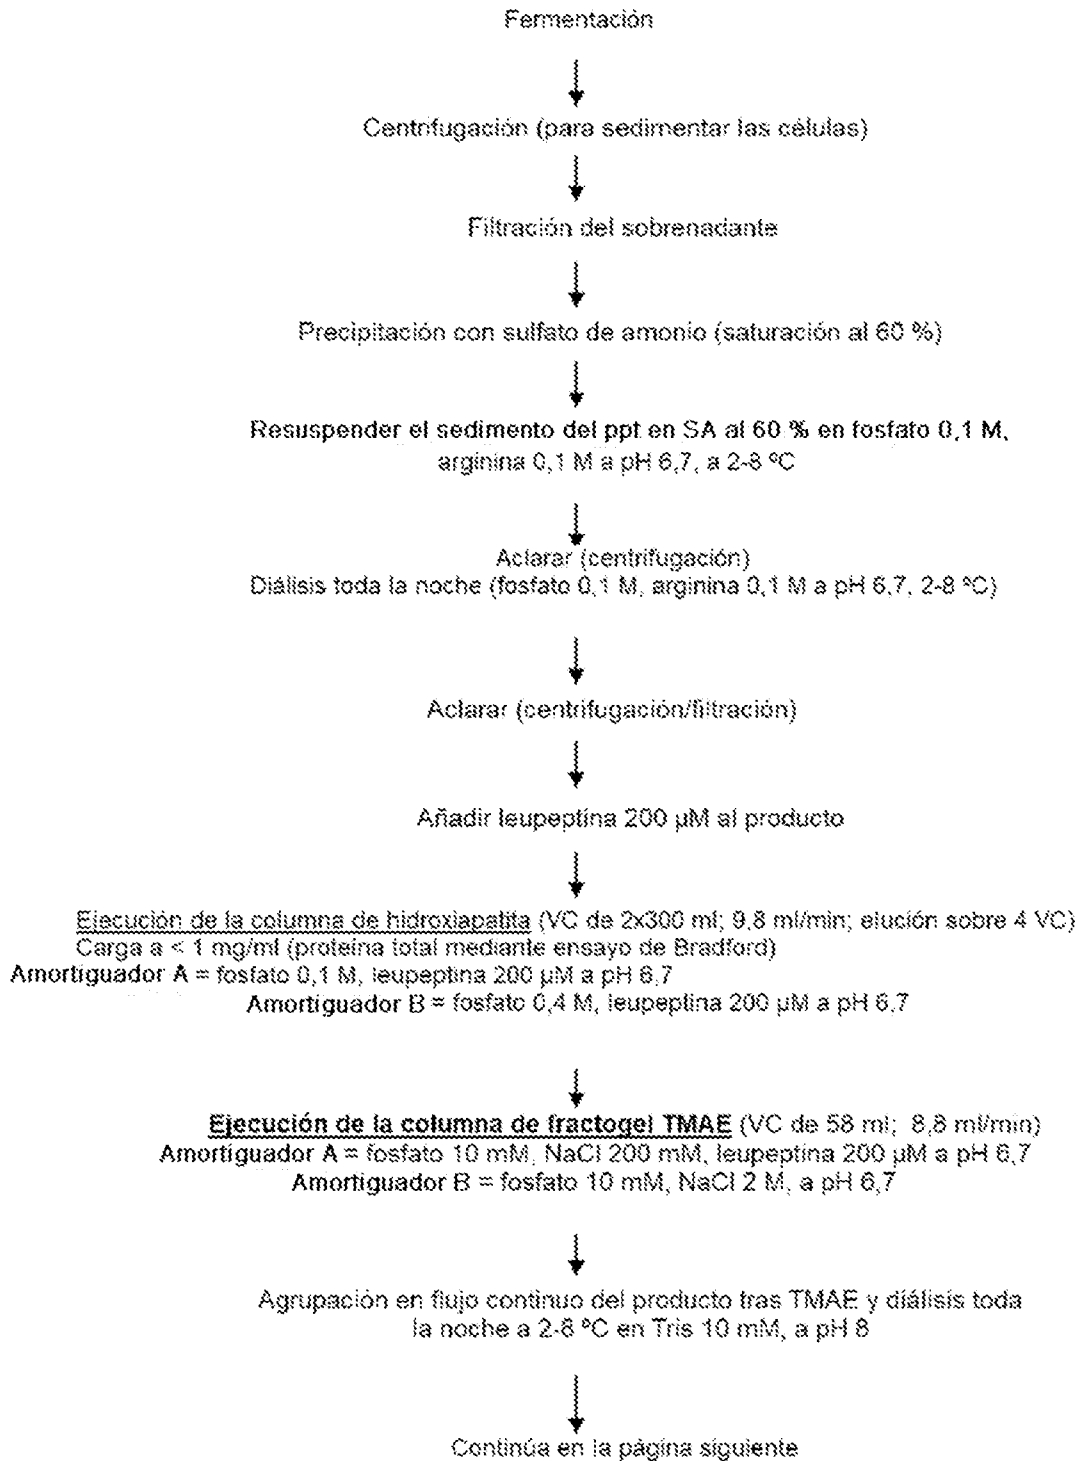 Fermentación
Centrifugación (para sedimentar las células)
Filtración del sobrenadante
Precipitación con sulfato de amonio (saturación al 60 %)
Resuspender el sedimento del ppt en SA al 60 % en fosfato 0,1 M,
arginina 0,1 M a pH 6,7, a 2-8 ºC
Aclarar (centrifugación)
Diálisis toda la noche (fosfato 0,1 M, arginina 0,1 M a pH 6,7, 2-8 ºC)
Aclarar (centrifugación/filtración)
Añadir leupeptina 200 µM al producto
Ejecución de la columna de hidroxiapatita (VC de 2x300 ml; 9,8 ml/min; elución sobre 4 VC)
Carga a < 1 mg/ml (proteína total mediante ensayo de Bradford)
Amortiguador A = fosfato 0,1 M, leupeptina 200 µM a pH 6,7
Amortiguador B = fosfato 0,4 M, leupeptina 200 µM a pH 6,7
Ejecución de la columna de fractogel TMAE (VC de 58 ml; 8,8 ml/min)
Amortiguador A = fosfato 10 mM, NaCl 200 mM, leupeptina 200 µM a pH 6,7
Amortiguador B = fosfato 10 mM, NaCl 2 M, a pH 6,7
Agrupación en flujo continuo del producto tras TMAE y diálisis toda
la noche a 2-8 ºC en Tris 10 mM, a pH 8
Continúa en la página siguiente